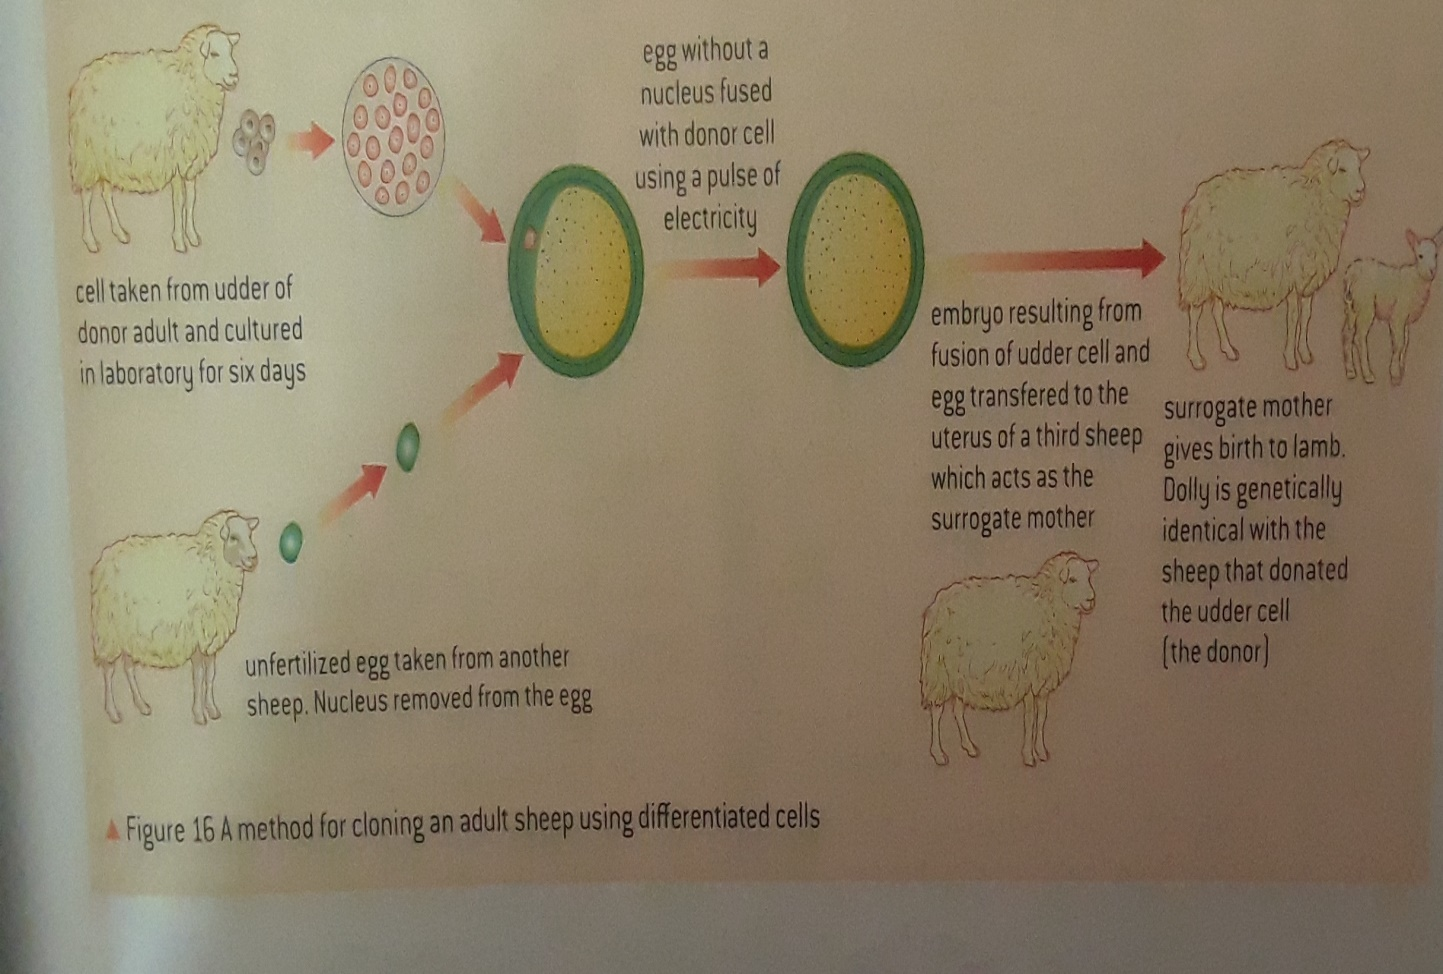 egg without a
nucleus fused
with donor cell
using a pulse of
electricity
cell taken from udder of
donor adult and cultured
in laboratory for six days
embryo resulting from
fusion of udder cell and
egg transfered to the
uterus of a third sheep
which acts as the
surrogate mother
surrogate mother
gives birth to lamb.
Dolly is genetically
identical with the
sheep that donated
the udder cell
(the donor)
unfertilized egg taken from another
sheep. Nucleus removed from the egg
▲ Figure 16 A method for cloning an adult sheep using differentiated cells